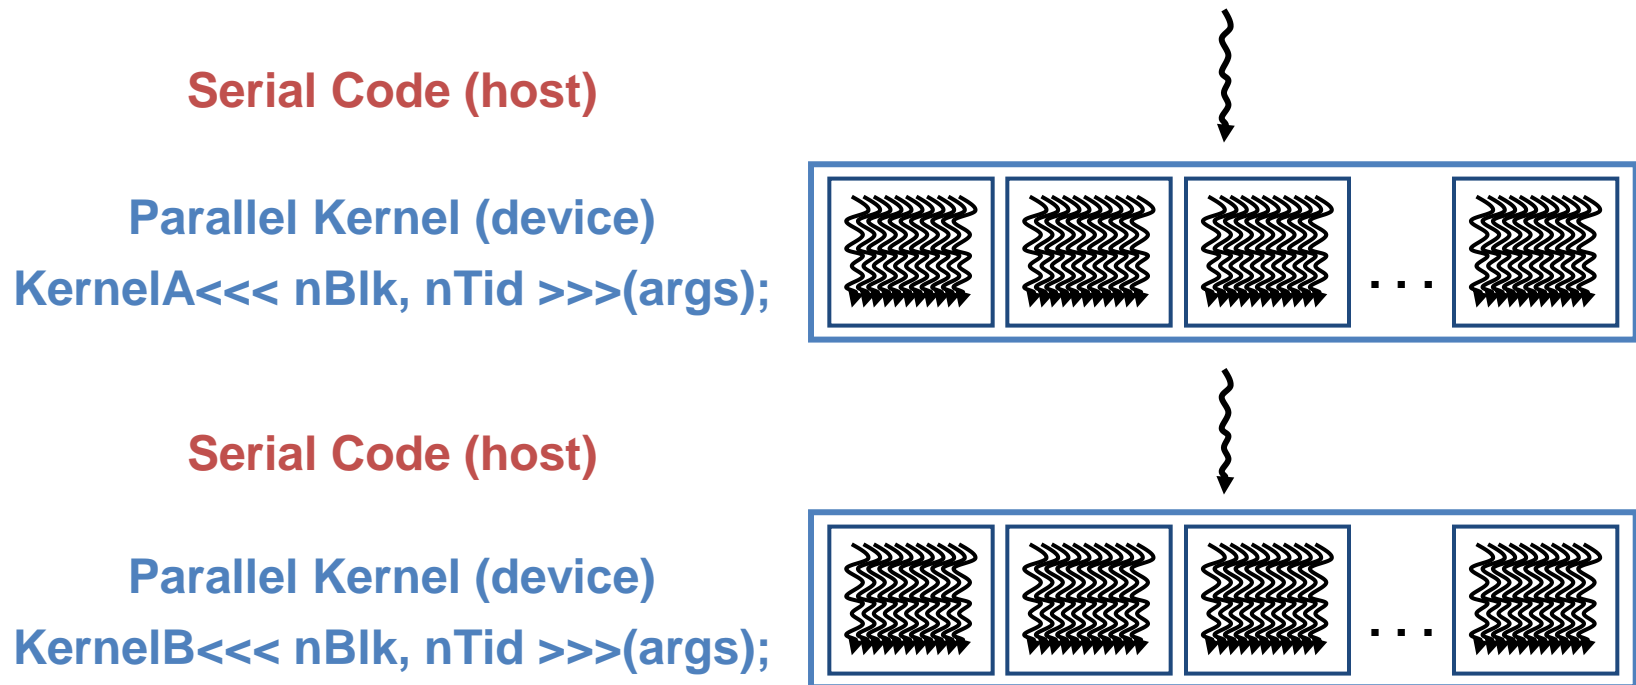 Serial Code (host)
Parallel Kernel (device)
KernelA<<< nBlk, nTid >>>(args);
. . .
Serial Code (host)
Parallel Kernel (device)
KernelB<<< nBlk, nTid >>>(args);
. . .